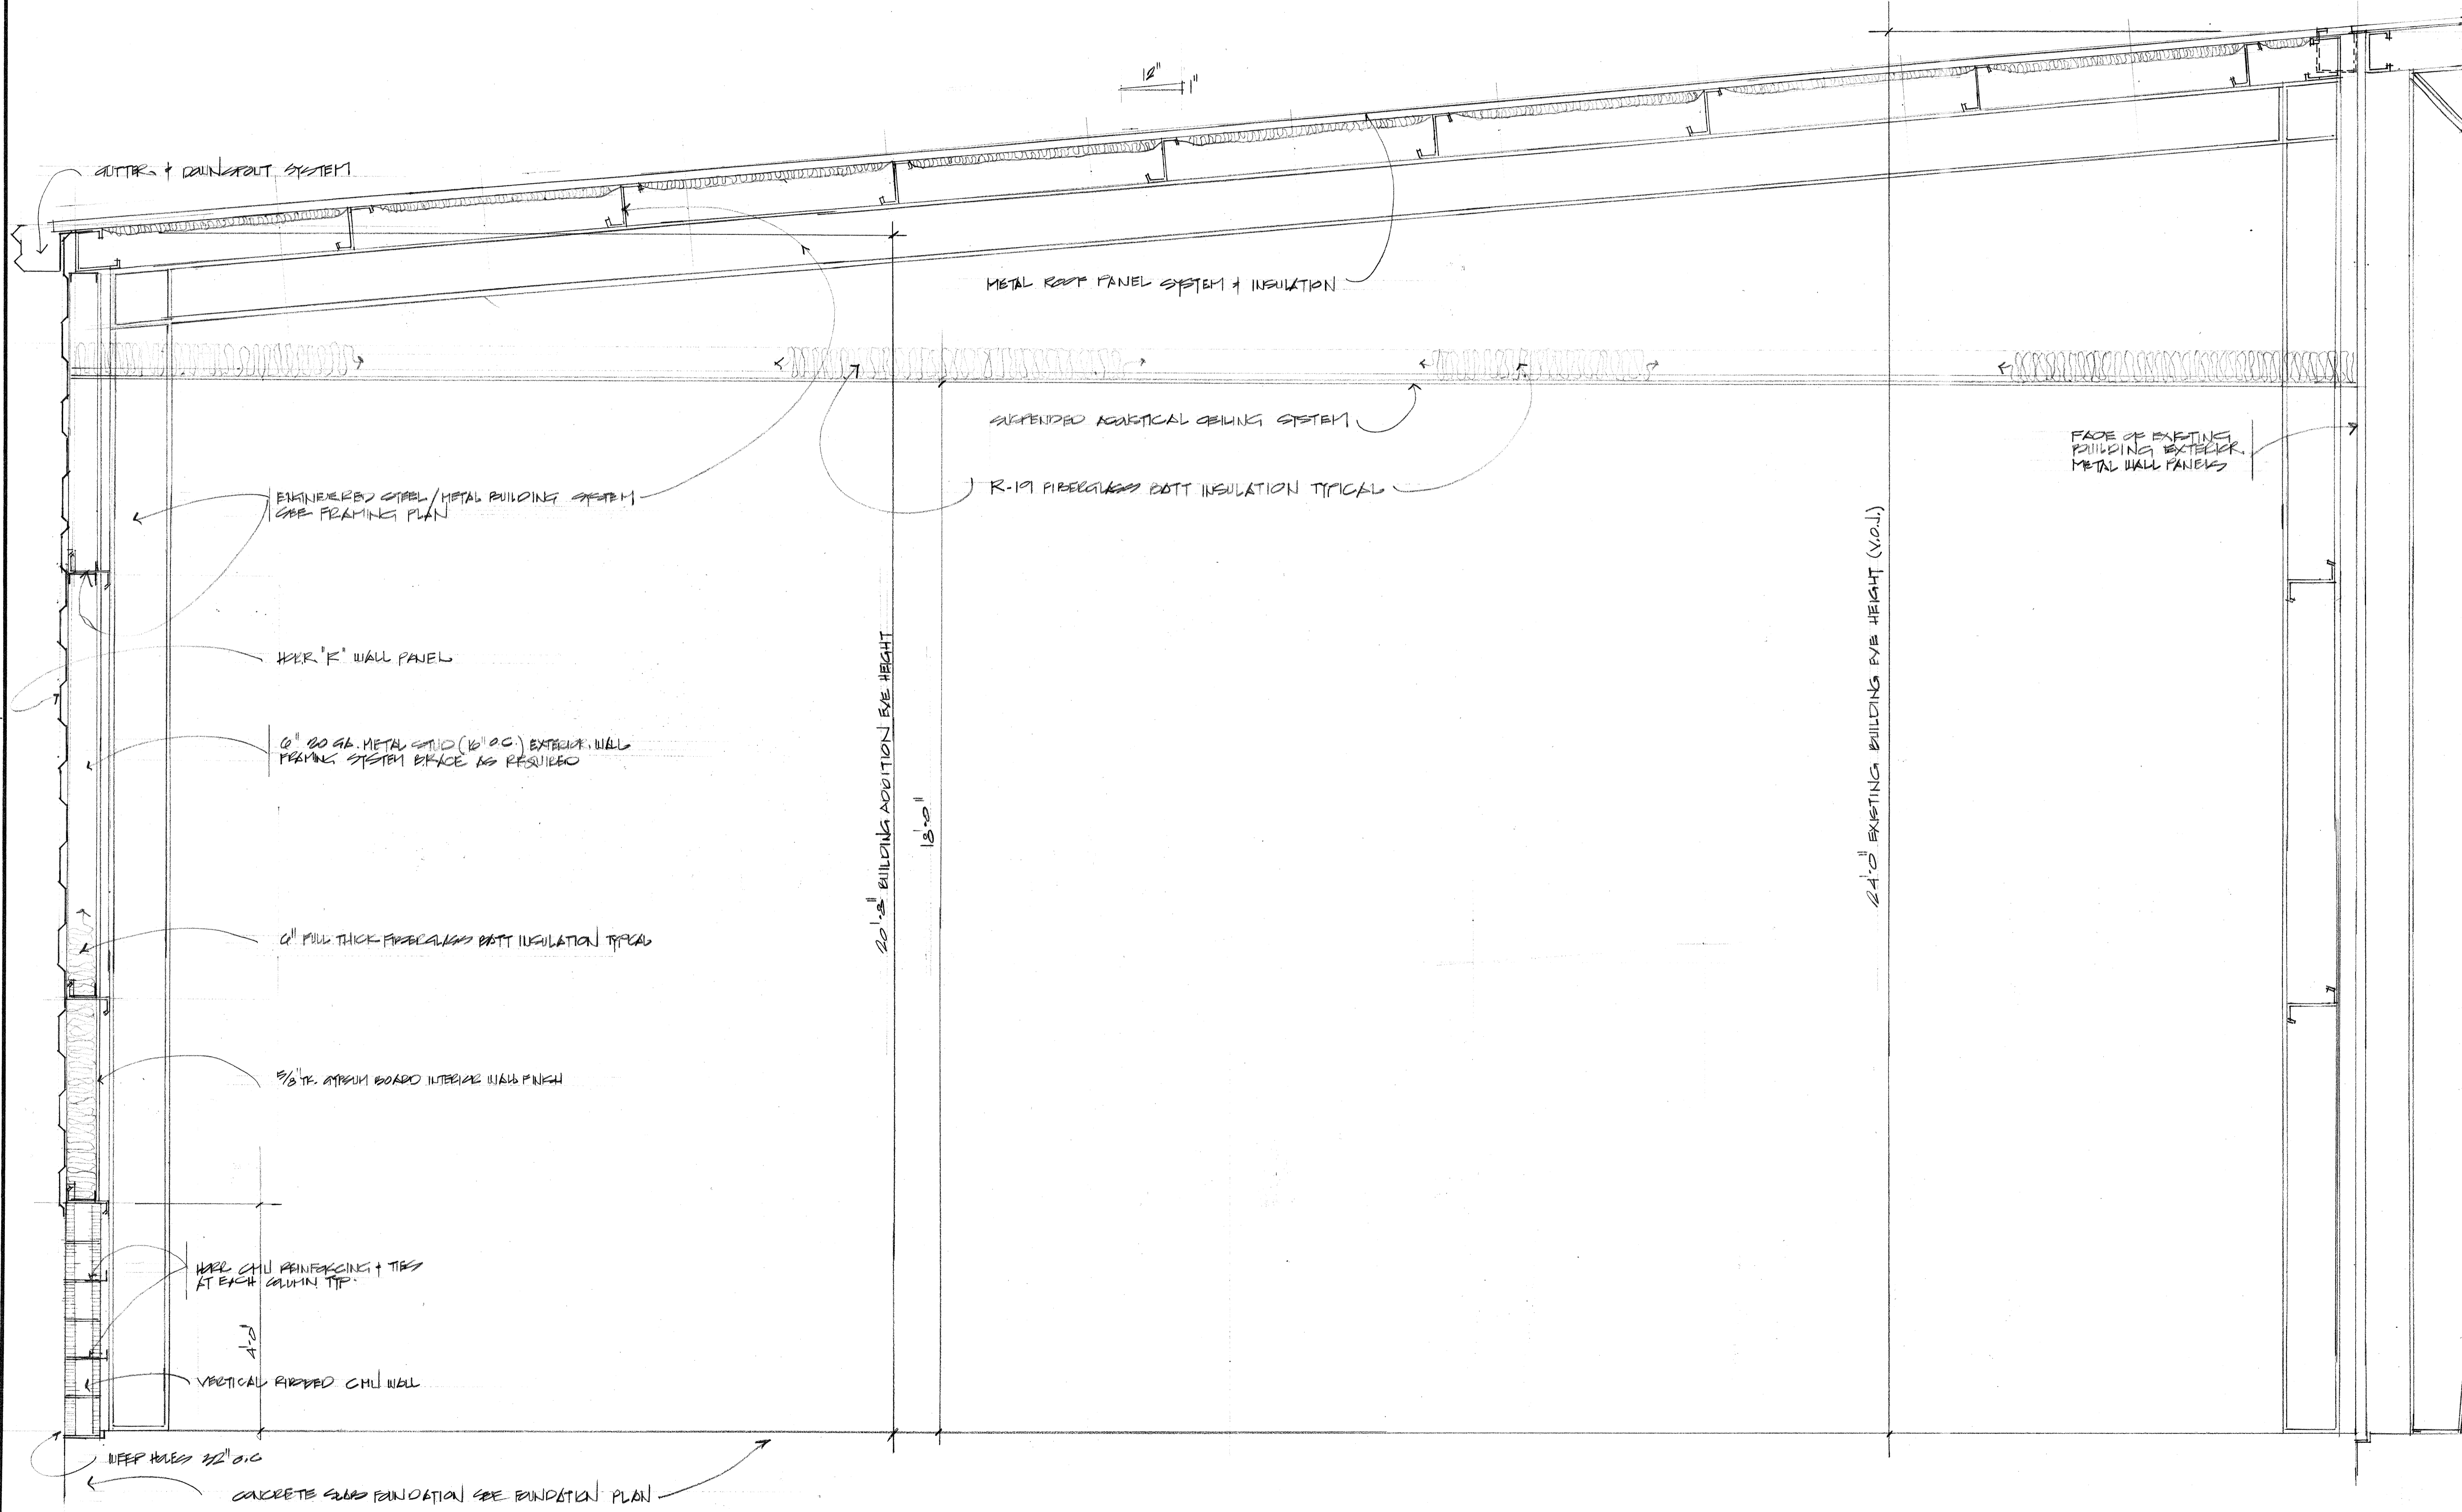 12"
1"
GUTTER & DOWNSPOUT SYSTEM
METAL ROOF PANEL SYSTEM & INSULATION
SUSPENDED ACOUSTICAL CEILING SYSTEM
FACE OF EXISTING
BUILDING EXTERIOR
METAL WALL PANELS
ENGINEERED STEEL/METAL BUILDING SYSTEM
SEE FRAMING PLAN
R-19 FIBERGLASS BATT INSULATION TYPICAL
HORR "R" WALL PANEL
6" 20 GA. METAL STUD (16" O.C.) EXTERIOR WALL
FRAMING SYSTEM BRACE AS REQUIRED
20'-8" BUILDING ADDITION EVE HEIGHT
18'-0"
24'-0" EXISTING BUILDING EVE HEIGHT (V.O.J.)
6" FULL THICK FIBERGLASS BATT INSULATION TYPICAL
5/8" TK. GYPSUM BOARD INTERIOR WALL FINISH
HORR CMU REINFORCING & TIES
AT EACH COLUMN TYP.
4'-0"
VERTICAL RIBBED CMU WALL
WEEP HOLES 32" O.C
CONCRETE SLAB FOUNDATION SEE FOUNDATION PLAN